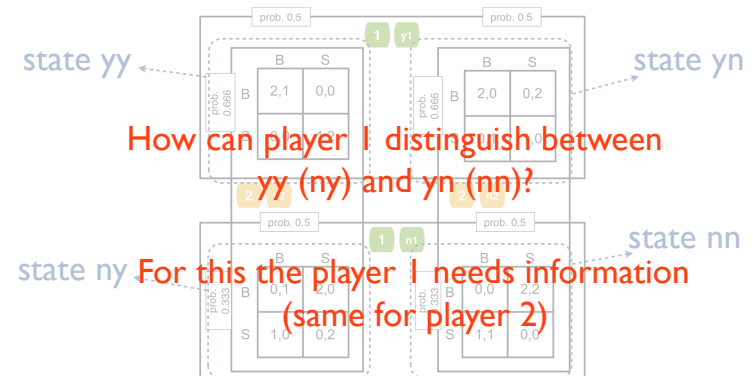 prob. 0.5
prob. 0.5
1 y1
state yy
state yn
B S
B S
prob. 0.666
B 2,1 0,0
prob. 0.666
B 2,0 0,2
S
How can player 1 distinguish between
yy (ny) and yn (nn)?
2
2
prob. 0.5
prob. 0.5
1 n1
state ny
state nn
B S
B S
For this the player 1 needs information
(same for player 2)
prob. 0.333
B 0,1 2,0
prob. 0.333
B 0,0 2,2
S 1,0 0,2
S 1,1 0,0